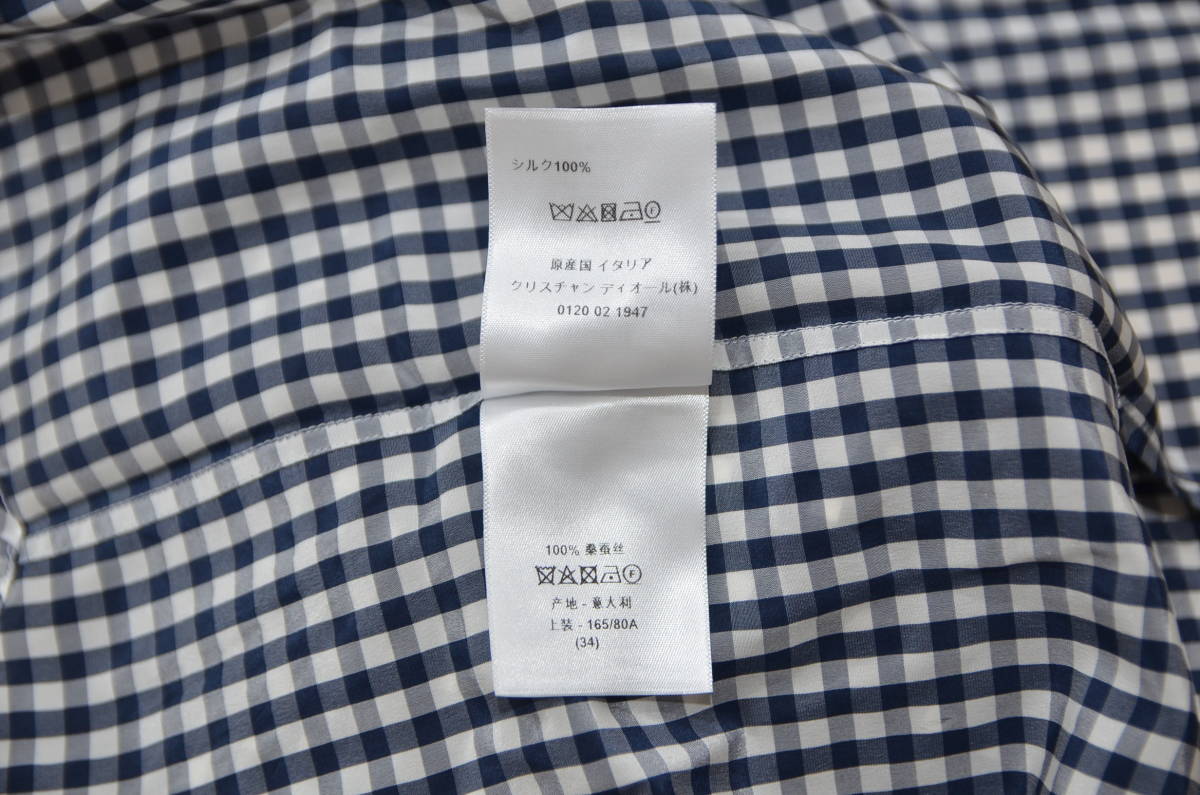 シルク100%
原産国 イタリア
クリスチャン ディオール(株)
0120 02 1947
100% 桑蚕丝
产地 - 意大利
上装 - 165/80A
(34)